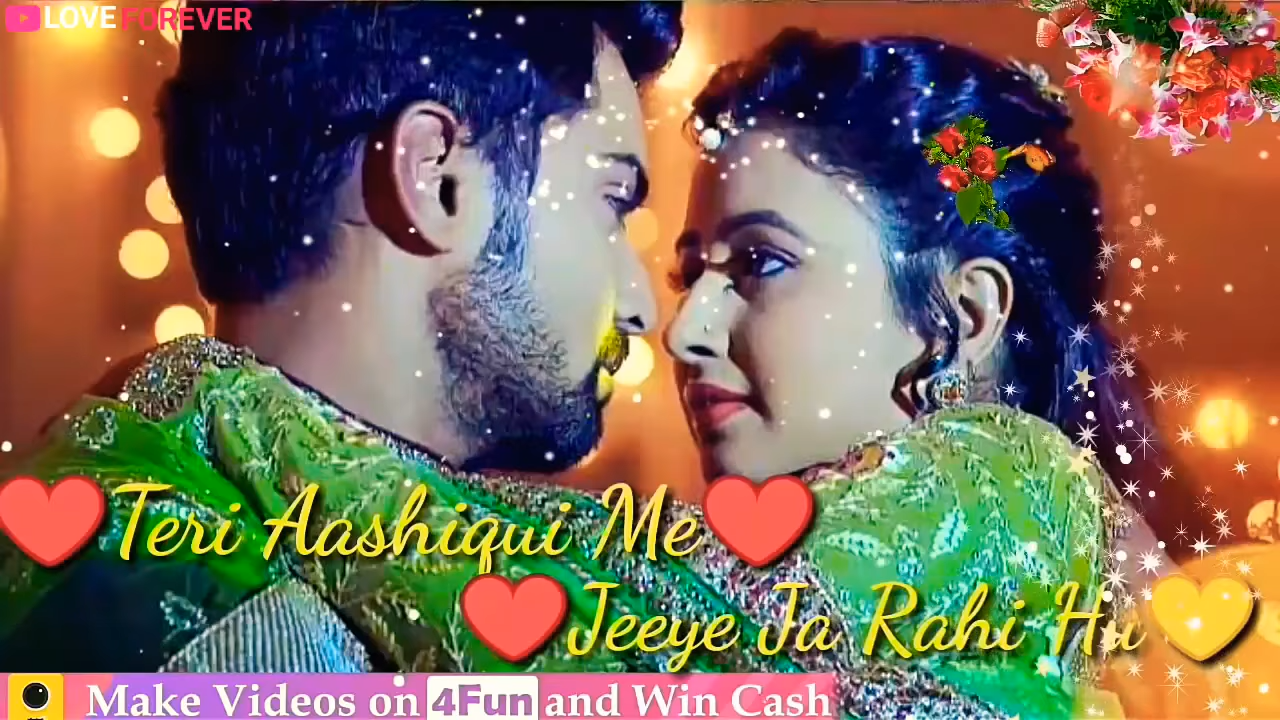 LOVE FOREVER
Teri Aashiqui Me
Jeeye Ja Rahi Hu
Make Videos on 4Fun and Win Cash